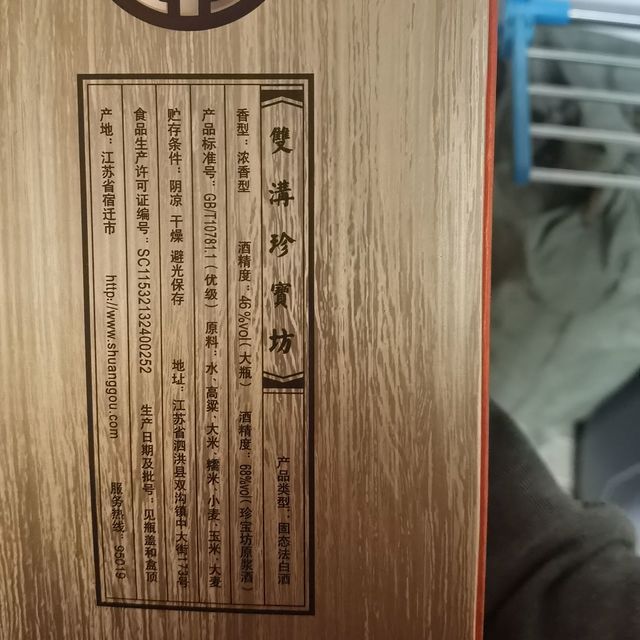 雙溝珍寶坊
产品类型：固态法白酒
香型：浓香型 酒精度：46%vol（大瓶） 酒精度：68%vol（珍宝坊原浆酒）
产品标准号：GB/T10781.1（优级） 原料：水、高粱、大米、糯米、小麦、玉米、大麦
贮存条件：阴凉 干燥 避光保存 地址：江苏省泗洪县双沟镇中大街173号
食品生产许可证编号：SC11532132400252 生产日期及批号：见瓶盖和盒顶
产地：江苏省宿迁市 http://www.shuanggou.com 服务热线：95019